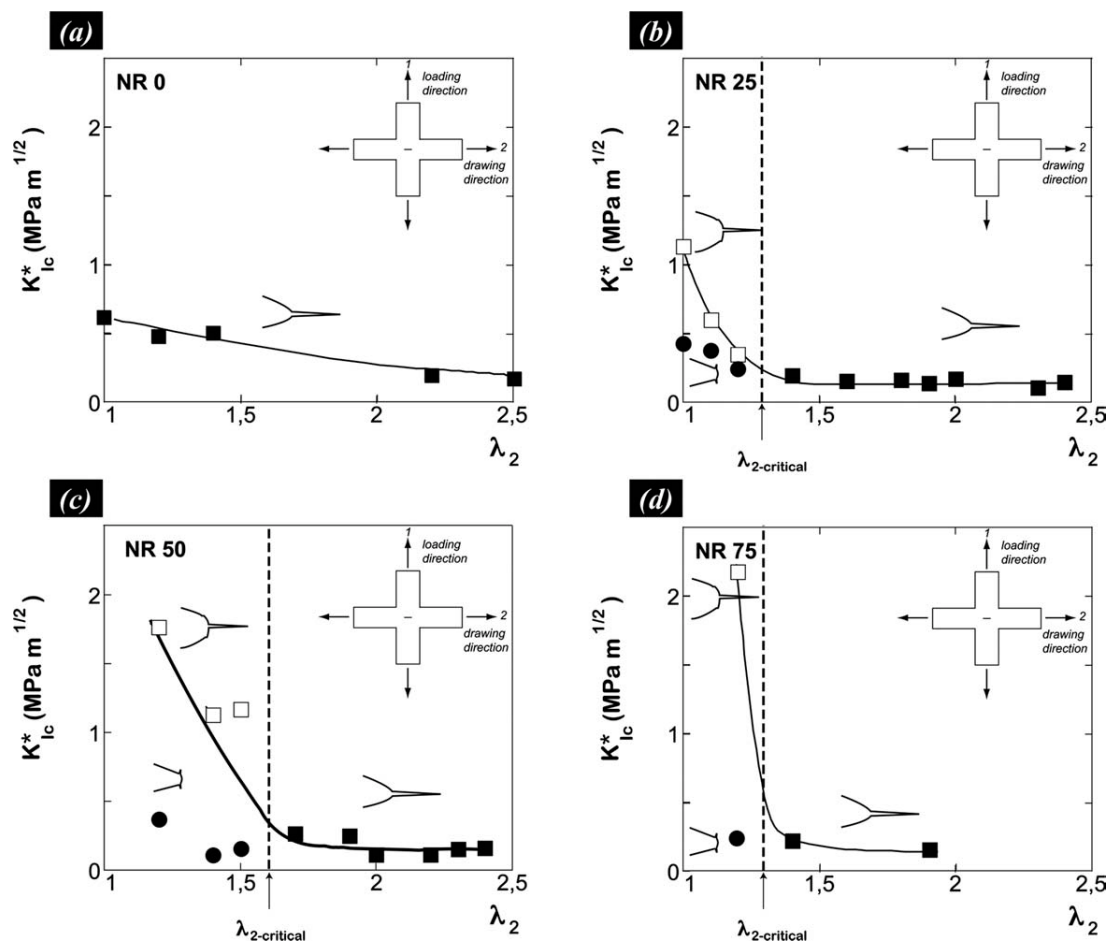 (a)
NR 0
K*Ic (MPa m 1/2)
2
1
0
1
1,5
2
2,5
λ2
1
loading
direction
2
drawing
direction
(b)
NR 25
K*Ic (MPa m 1/2)
2
1
0
1
1,5
2
2,5
λ2-critical
λ2
1
loading
direction
2
drawing
direction
(c)
NR 50
K*Ic (MPa m 1/2)
2
1
0
1
1,5
2
2,5
λ2-critical
λ2
1
loading
direction
2
drawing
direction
(d)
NR 75
K*Ic (MPa m 1/2)
2
1
0
1
1,5
2
2,5
λ2-critical
λ2
1
loading
direction
2
drawing
direction